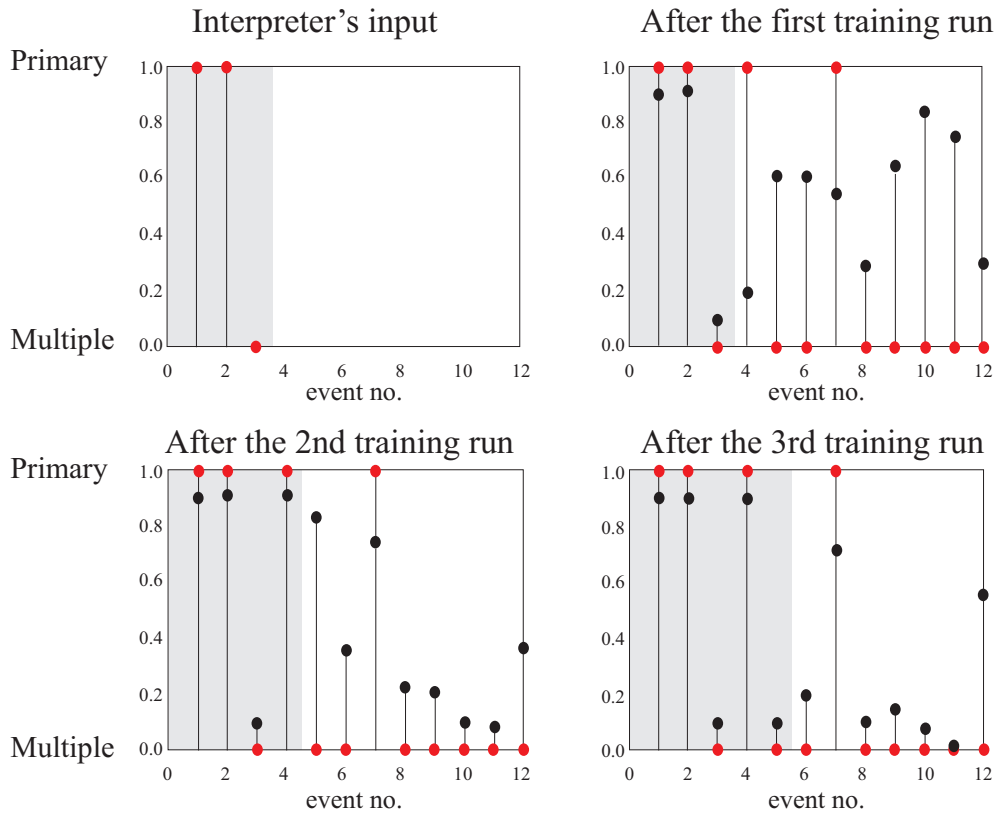 Interpreter's input
After the first training run
Primary
1.0
0.8
0.6
0.4
0.2
Multiple
0.0
0 2 4 6 8 10 12
event no.
1.0
0.8
0.6
0.4
0.2
0.0
0 2 4 6 8 10 12
event no.
After the 2nd training run
After the 3rd training run
Primary
1.0
0.8
0.6
0.4
0.2
Multiple
0.0
0 2 4 6 8 10 12
event no.
1.0
0.8
0.6
0.4
0.2
0.0
0 2 4 6 8 10 12
event no.